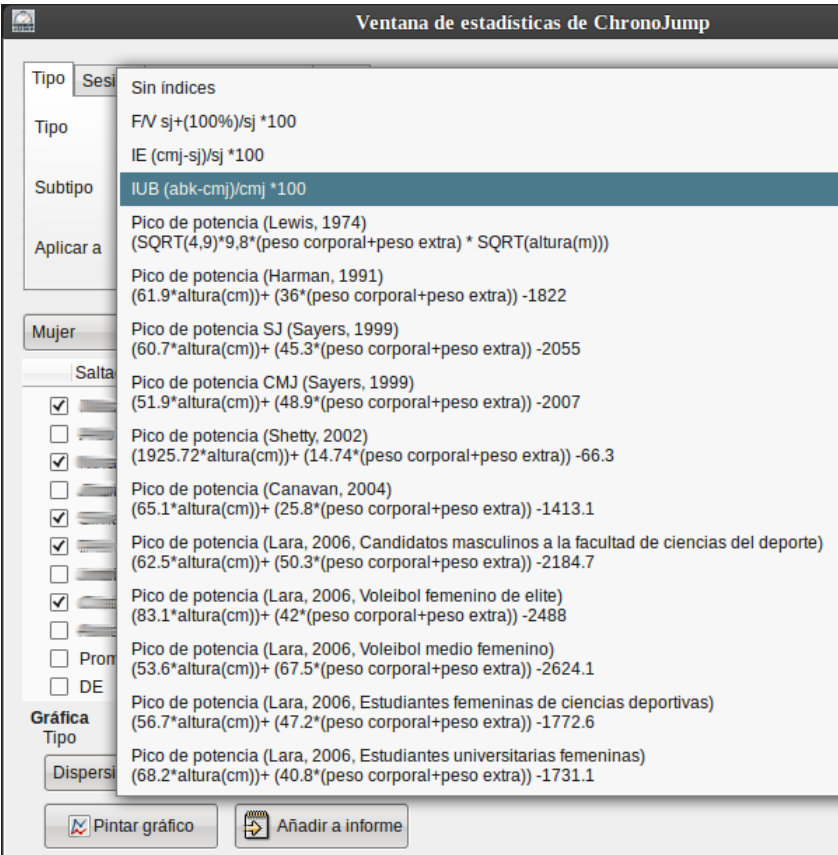 Ventana de estadísticas de ChronoJump
Tipo
Sesi
Tipo
Subtipo
Aplicar a
Sin índices
F/V sj+(100%)/sj *100
IE (cmj-sj)/sj *100
IUB (abk-cmj)/cmj *100
Pico de potencia (Lewis, 1974)
(SQRT(4,9)*9,8*(peso corporal+peso extra) * SQRT(altura(m)))
Pico de potencia (Harman, 1991)
(61.9*altura(cm))+ (36*(peso corporal+peso extra)) -1822
Pico de potencia SJ (Sayers, 1999)
(60.7*altura(cm))+ (45.3*(peso corporal+peso extra)) -2055
Pico de potencia CMJ (Sayers, 1999)
(51.9*altura(cm))+ (48.9*(peso corporal+peso extra)) -2007
Pico de potencia (Shetty, 2002)
(1925.72*altura(cm))+ (14.74*(peso corporal+peso extra)) -66.3
Pico de potencia (Canavan, 2004)
(65.1*altura(cm))+ (25.8*(peso corporal+peso extra)) -1413.1
Pico de potencia (Lara, 2006, Candidatos masculinos a la facultad de ciencias del deporte)
(62.5*altura(cm))+ (50.3*(peso corporal+peso extra)) -2184.7
Pico de potencia (Lara, 2006, Voleibol femenino de elite)
(83.1*altura(cm))+ (42*(peso corporal+peso extra)) -2488
Pico de potencia (Lara, 2006, Voleibol medio femenino)
(53.6*altura(cm))+ (67.5*(peso corporal+peso extra)) -2624.1
Pico de potencia (Lara, 2006, Estudiantes femeninas de ciencias deportivas)
(56.7*altura(cm))+ (47.2*(peso corporal+peso extra)) -1772.6
Pico de potencia (Lara, 2006, Estudiantes universitarias femeninas)
(68.2*altura(cm))+ (40.8*(peso corporal+peso extra)) -1731.1
Mujer
Salta
Prom
DE
Gráfica
Tipo
Dispersi
Pintar gráfico
Añadir a informe